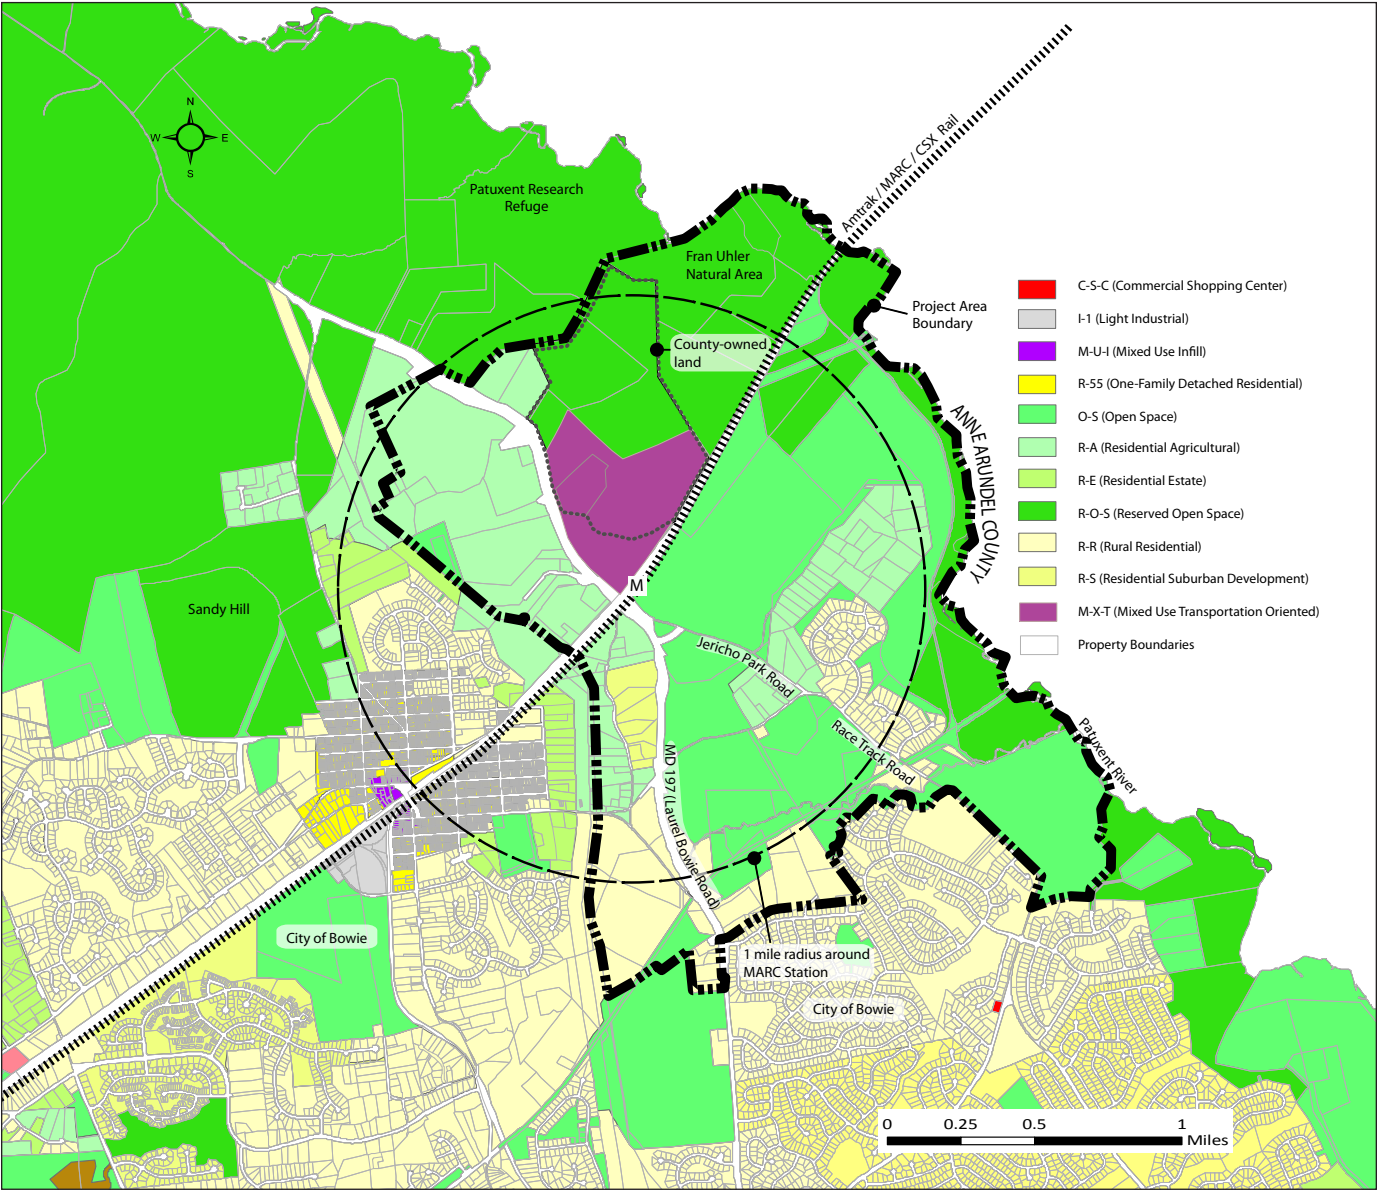 N
W
E
S
Amtrak / MARC / CSX Rail
Patuxent Research
Refuge
Fran Uhler
Natural Area
Project Area
Boundary
County-owned
land
ANNE ARUNDEL COUNTY
C-S-C (Commercial Shopping Center)
I-1 (Light Industrial)
M-U-I (Mixed Use Infill)
R-55 (One-Family Detached Residential)
O-S (Open Space)
R-A (Residential Agricultural)
R-E (Residential Estate)
R-O-S (Reserved Open Space)
R-R (Rural Residential)
R-S (Residential Suburban Development)
M-X-T (Mixed Use Transportation Oriented)
Property Boundaries
M
Sandy Hill
Jericho Park Road
Race Track Road
Patuxent River
MD 197 (Laurel Bowie Road)
City of Bowie
1 mile radius around
MARC Station
City of Bowie
0 0.25 0.5 1
Miles